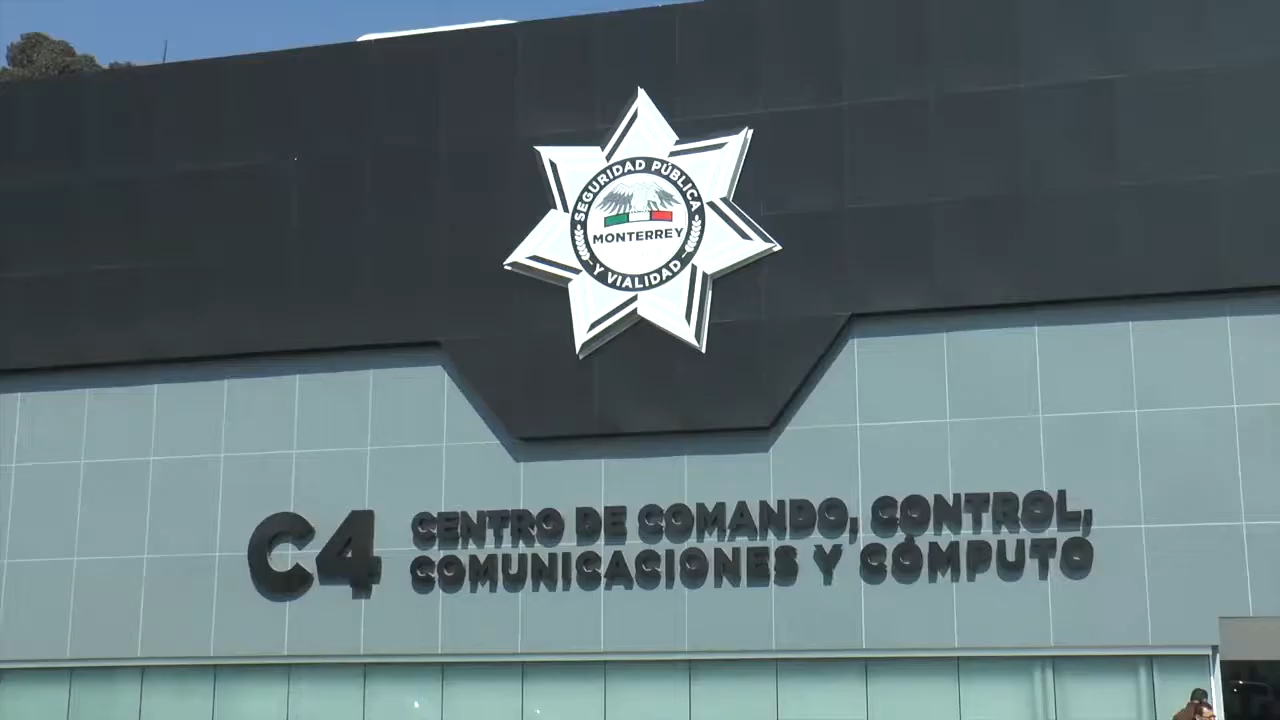 SEGURIDAD PÚBLICA
MONTERREY
Y VIALIDAD
C4
CENTRO DE COMANDO, CONTROL,
COMUNICACIONES Y CÓMPUTO